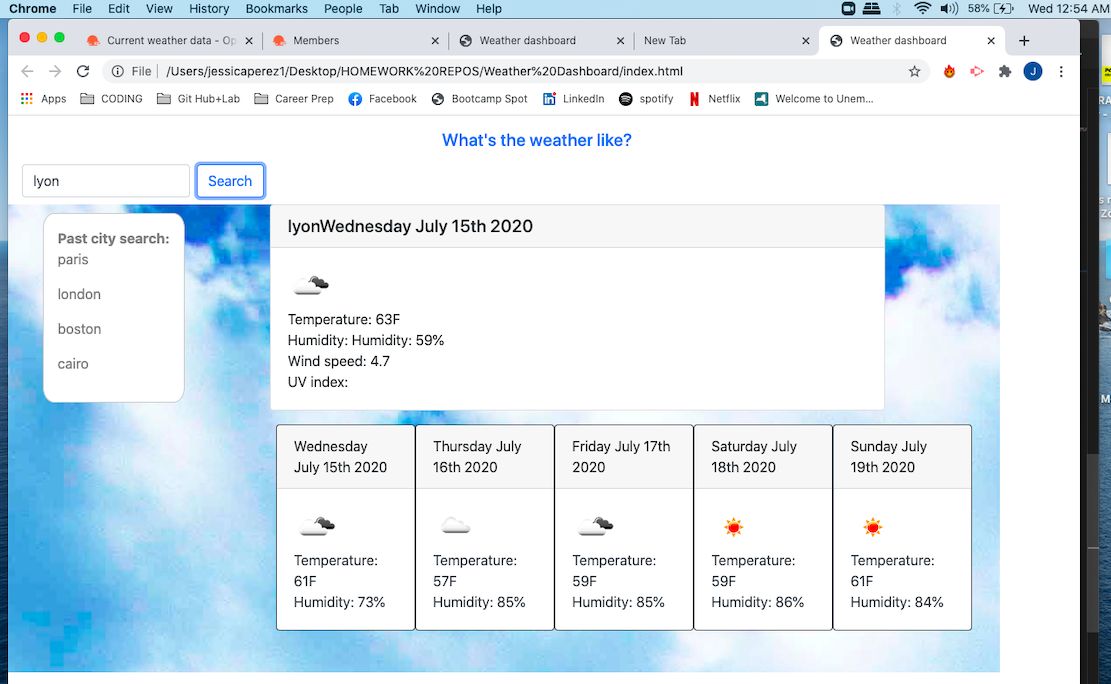 Chrome File Edit View History Bookmarks People Tab Window Help 58% Wed 12:54 AM
Current weather data - Op Members Weather dashboard New Tab Weather dashboard
File /Users/jessicaperez1/Desktop/HOMEWORK%20REPOS/Weather%20Dashboard/index.html J
Apps CODING Git Hub+Lab Career Prep Facebook Bootcamp Spot LinkedIn spotify Netflix Welcome to Unem...
What's the weather like?
lyon Search
Past city search:
paris
london
boston
cairo
lyonWednesday July 15th 2020
Temperature: 63F
Humidity: Humidity: 59%
Wind speed: 4.7
UV index:
Wednesday
July 15th 2020
Temperature:
61F
Humidity: 73%
Thursday July
16th 2020
Temperature:
57F
Humidity: 85%
Friday July 17th
2020
Temperature:
59F
Humidity: 85%
Saturday July
18th 2020
Temperature:
59F
Humidity: 86%
Sunday July
19th 2020
Temperature:
61F
Humidity: 84%